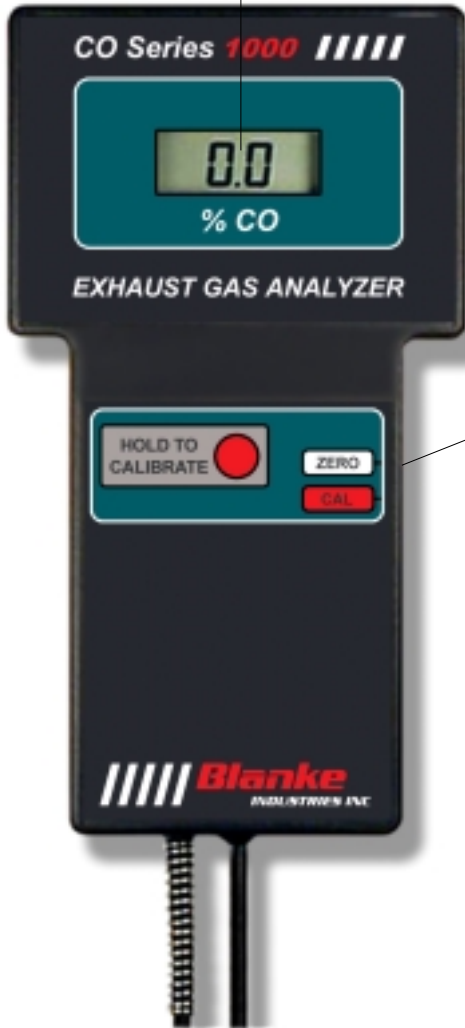 CO Series 1000
0.0
% CO
EXHAUST GAS ANALYZER
HOLD TO
CALIBRATE
ZERO
CAL
Blanke
INDUSTRIES INC